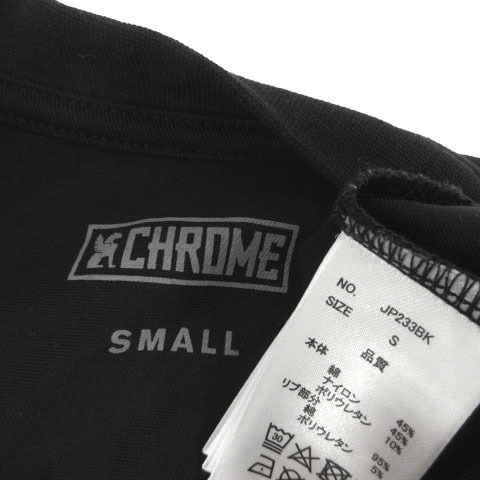 CHROME
SMALL
NO. JP233BK
SIZE S
品質
本体
綿 45%
ナイロン 45%
ポリウレタン 10%
リブ部分
綿 95%
ポリウレタン 5%
30